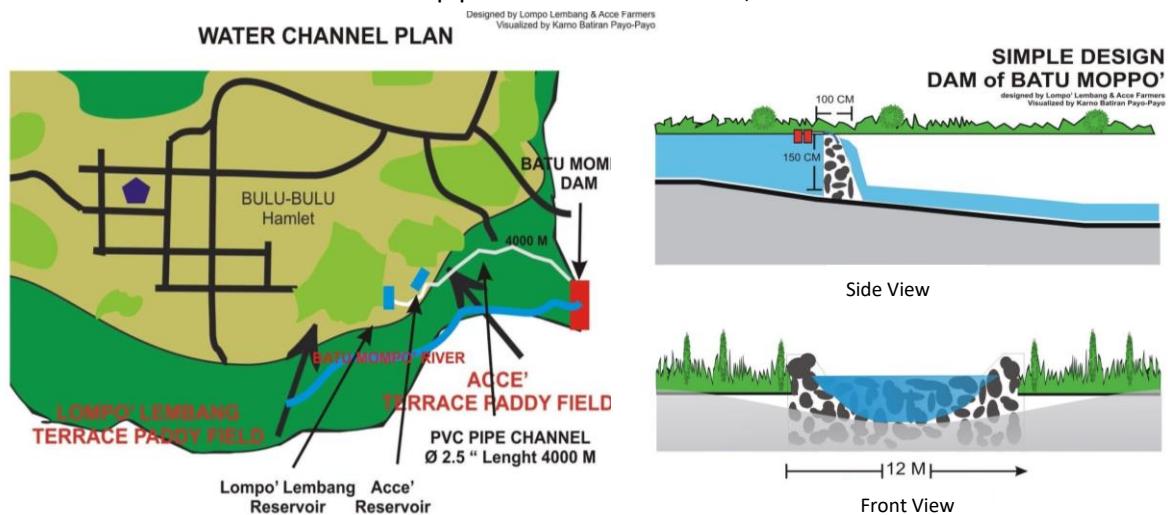 Designed by Lompo Lembang & Acce Farmers
Visualized by Karno Batiran Payo-Payo
WATER CHANNEL PLAN
BULU-BULU
Hamlet
BATU MOM
DAM
4000 M
BATU MOMPO' RIVER
LOMPO' LEMBANG
TERRACE PADDY FIELD
ACCE'
TERRACE PADDY FIELD
PVC PIPE CHANNEL
Ø 2.5 “ Lenght 4000 M
Lompo' Lembang
Reservoir
Acce'
Reservoir
SIMPLE DESIGN
DAM of BATU MOPPO'
designed by Lompo' Lembang & Acce Farmers
Visualized by Karno Batiran Payo-Payo
100 CM
150 CM
Side View
12 M
Front View